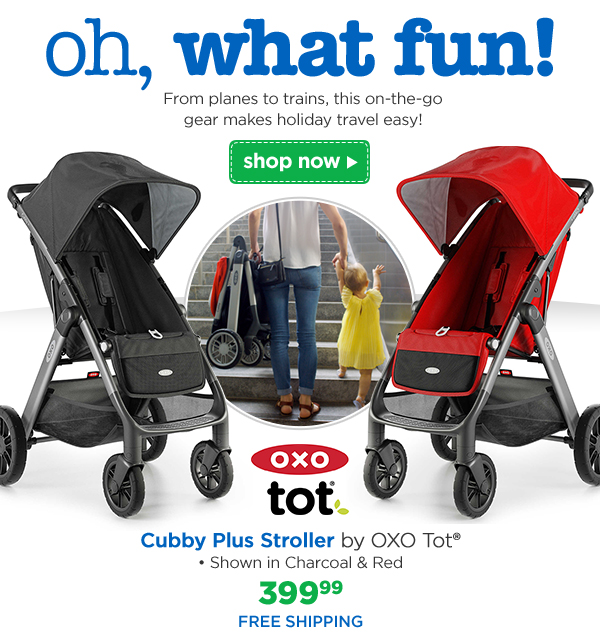 oh, what fun!
From planes to trains, this on-the-go
gear makes holiday travel easy!
shop now ▸
OXO
tot®
Cubby Plus Stroller by OXO Tot®
• Shown in Charcoal & Red
399⁹⁹
FREE SHIPPING